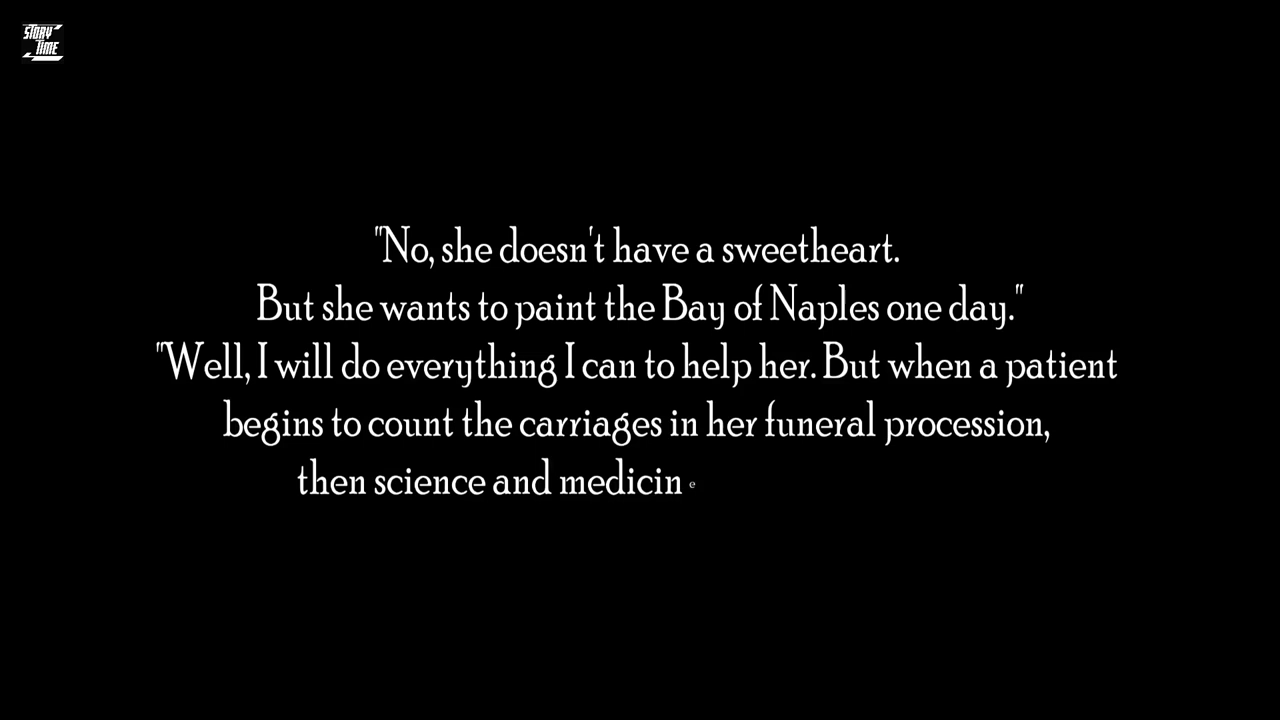 STORY
TIME
"No, she doesn't have a sweetheart.
But she wants to paint the Bay of Naples one day."
"Well, I will do everything I can to help her. But when a patient
begins to count the carriages in her funeral procession,
then science and medicine